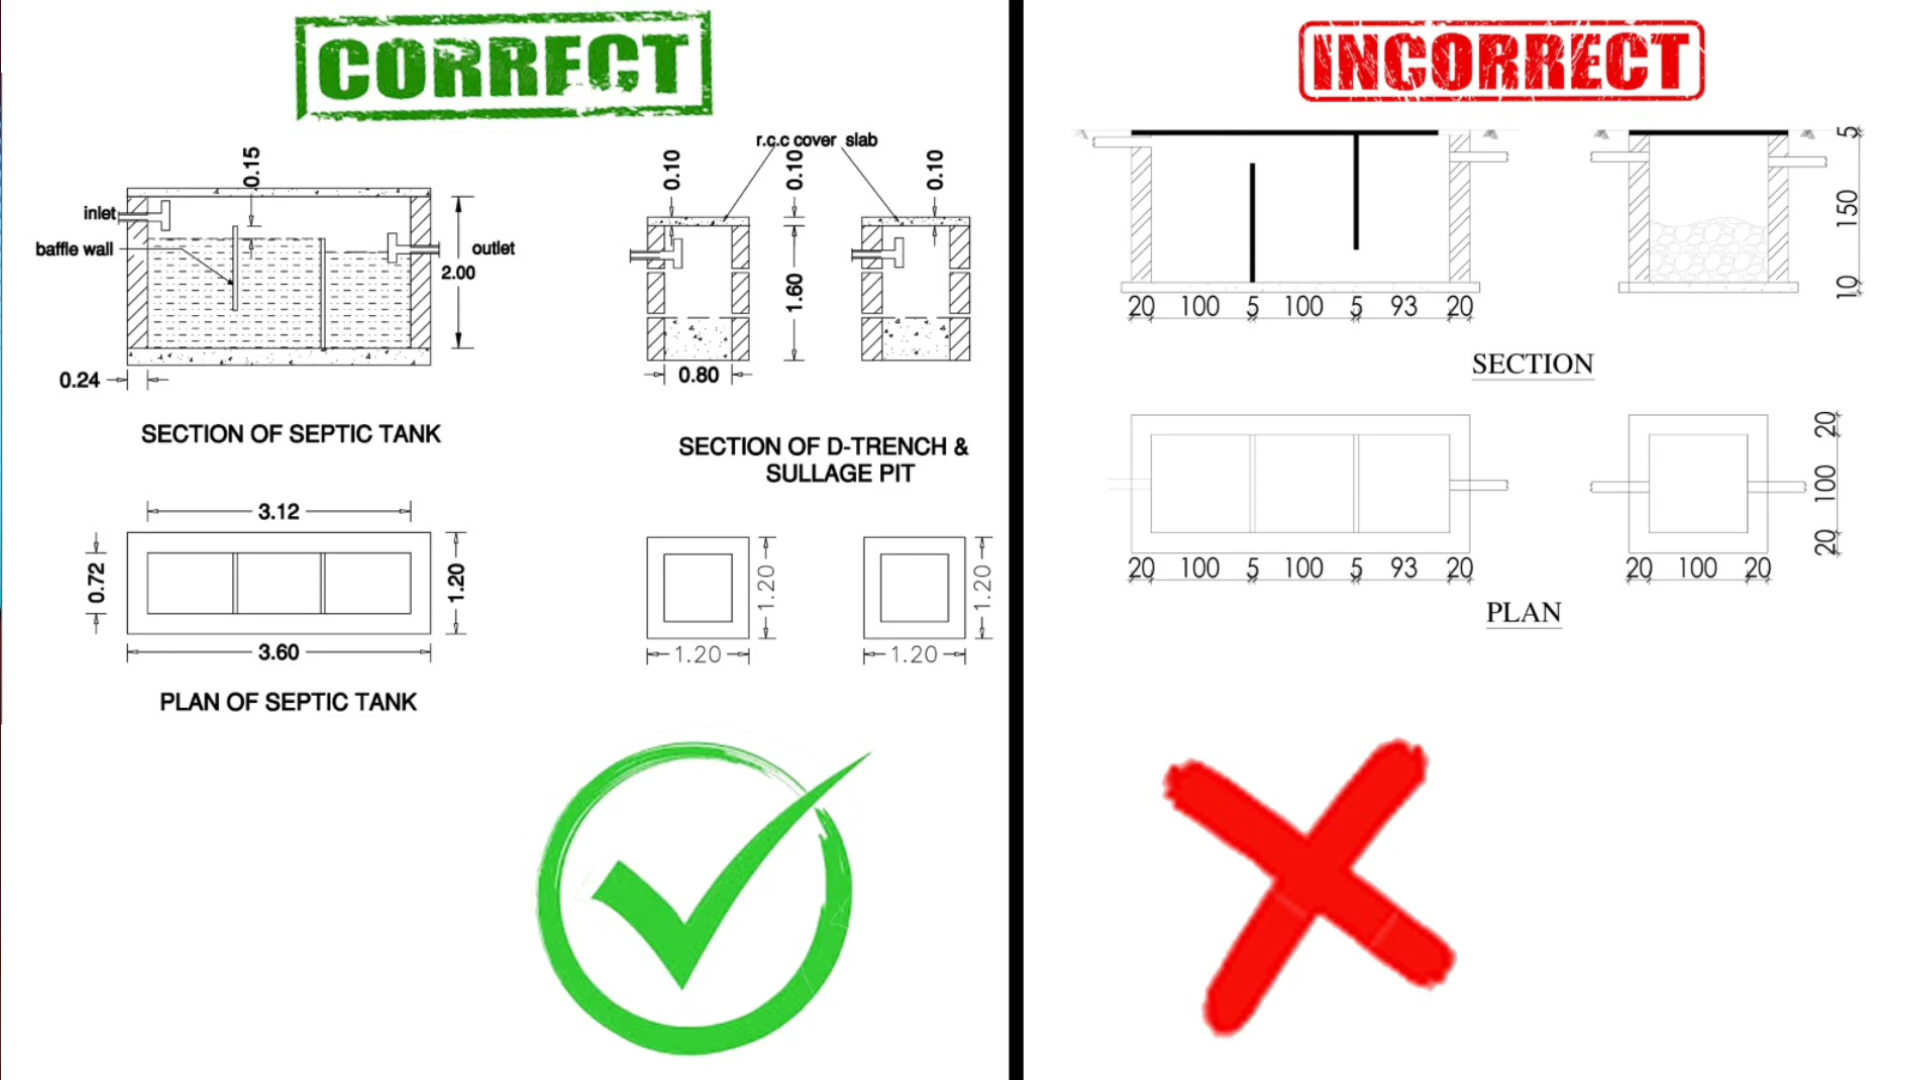 CORRECT
0.15
inlet
baffle wall
outlet
2.00
0.24
SECTION OF SEPTIC TANK
r.c.c cover slab
0.10
0.10
0.10
1.60
0.80
SECTION OF D-TRENCH &
SULLAGE PIT
3.12
0.72
1.20
3.60
PLAN OF SEPTIC TANK
1.20
1.20
1.20
1.20
INCORRECT
5
150
10
20 100 5 100 5 93 20
SECTION
20
100
20
20 100 5 100 5 93 20
20 100 20
PLAN